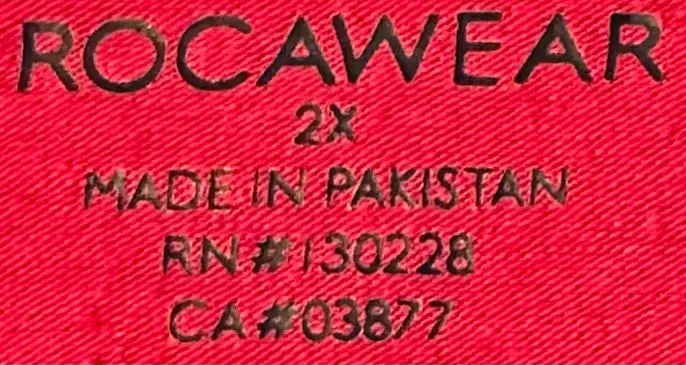 ROCAWEAR
2X
MADE IN PAKISTAN
RN#130228
CA#03877